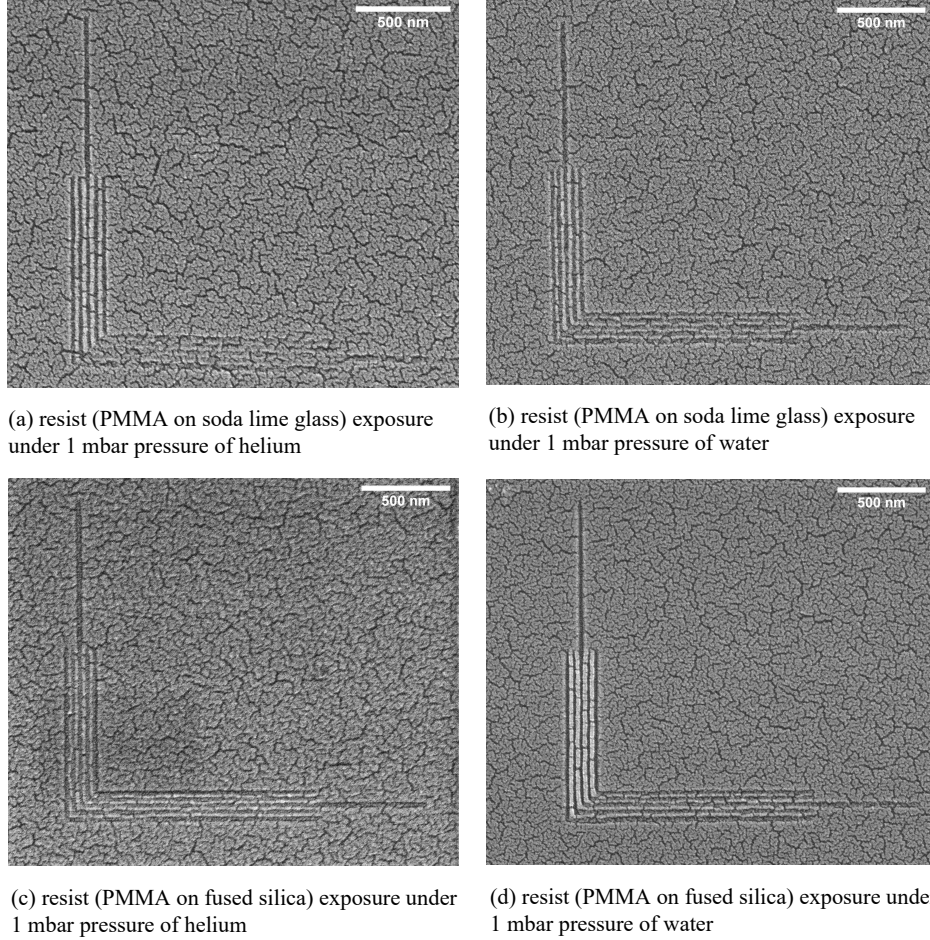 500 nm
500 nm
(a) resist (PMMA on soda lime glass) exposure
under 1 mbar pressure of helium
(b) resist (PMMA on soda lime glass) exposure
under 1 mbar pressure of water
500 nm
500 nm
(c) resist (PMMA on fused silica) exposure under
1 mbar pressure of helium
(d) resist (PMMA on fused silica) exposure unde
1 mbar pressure of water